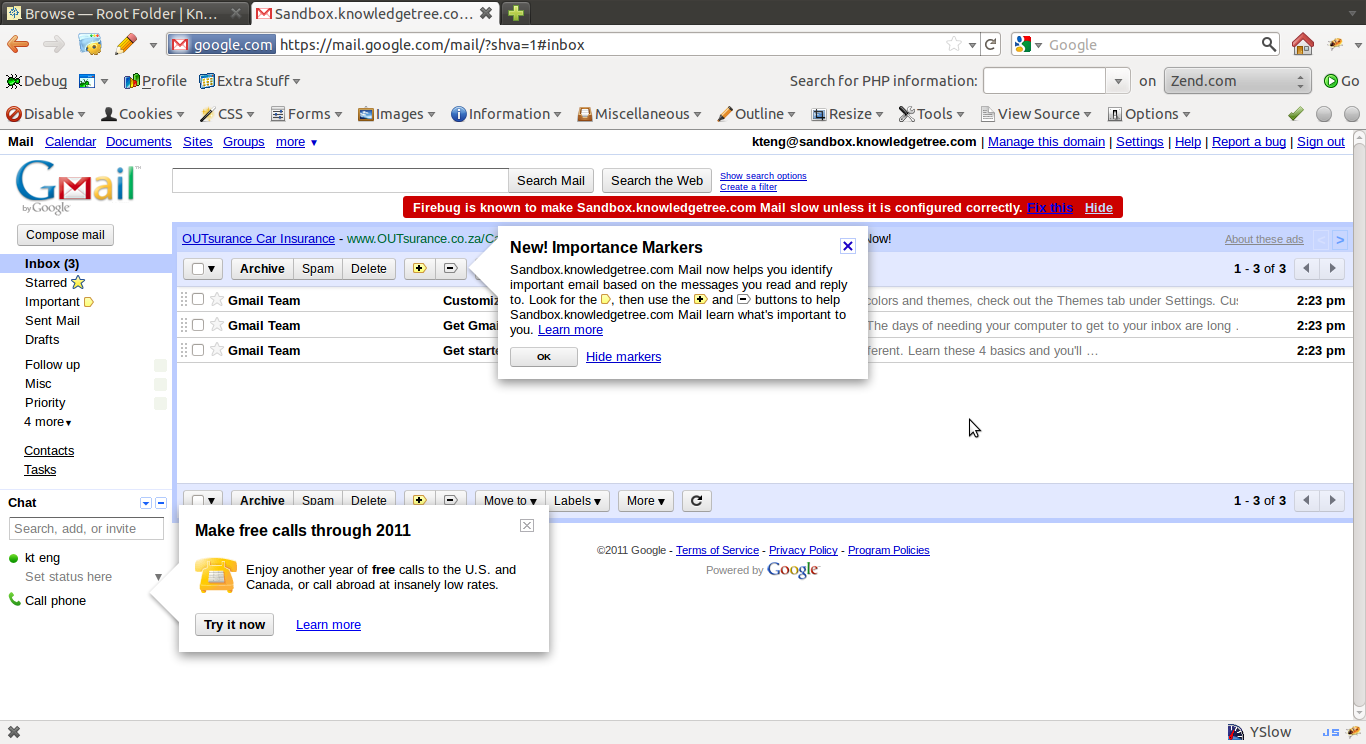 Browse — Root Folder | Kn…
Sandbox.knowledgetree.co…
google.com https://mail.google.com/mail/?shva=1#inbox
Google
Debug Profile Extra Stuff Search for PHP information: on Zend.com Go
Disable Cookies CSS Forms Images Information Miscellaneous Outline Resize Tools View Source Options
Mail Calendar Documents Sites Groups more kteng@sandbox.knowledgetree.com | Manage this domain | Settings | Help | Report a bug | Sign out
GMail
by Google
Search Mail Search the Web Show search options
Create a filter
Firebug is known to make Sandbox.knowledgetree.com Mail slow unless it is configured correctly. Fix this Hide
Compose mail
Inbox (3)
Starred
Important
Sent Mail
Drafts
Follow up
Misc
Priority
4 more
Contacts
Tasks
OUTsurance Car Insurance - www.OUTsurance.co.za/C Now! About these ads < >
Archive Spam Delete 1 - 3 of 3
Gmail Team Customiz colors and themes, check out the Themes tab under Settings. Cu 2:23 pm
Gmail Team Get Gma The days of needing your computer to get to your inbox are long . 2:23 pm
Gmail Team Get starte ferent. Learn these 4 basics and you'll … 2:23 pm
New! Importance Markers
Sandbox.knowledgetree.com Mail now helps you identify
important email based on the messages you read and reply
to. Look for the , then use the and buttons to help
Sandbox.knowledgetree.com Mail learn what's important to
you. Learn more
OK Hide markers
Archive Spam Delete Move to Labels More 1 - 3 of 3
Chat
Search, add, or invite
kt eng
Set status here
Call phone
Make free calls through 2011
Enjoy another year of free calls to the U.S. and
Canada, or call abroad at insanely low rates.
Try it now Learn more
©2011 Google - Terms of Service - Privacy Policy - Program Policies
Powered by Google
YSlow JS